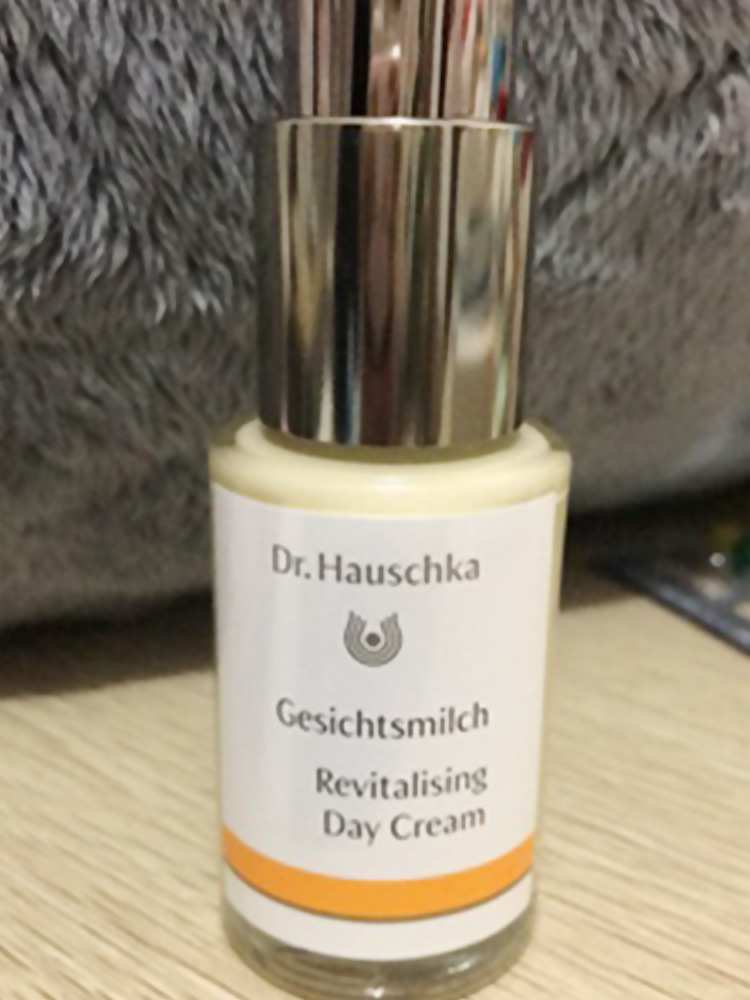 Dr. Hauschka
Gesichtsmilch
Revitalising
Day Cream